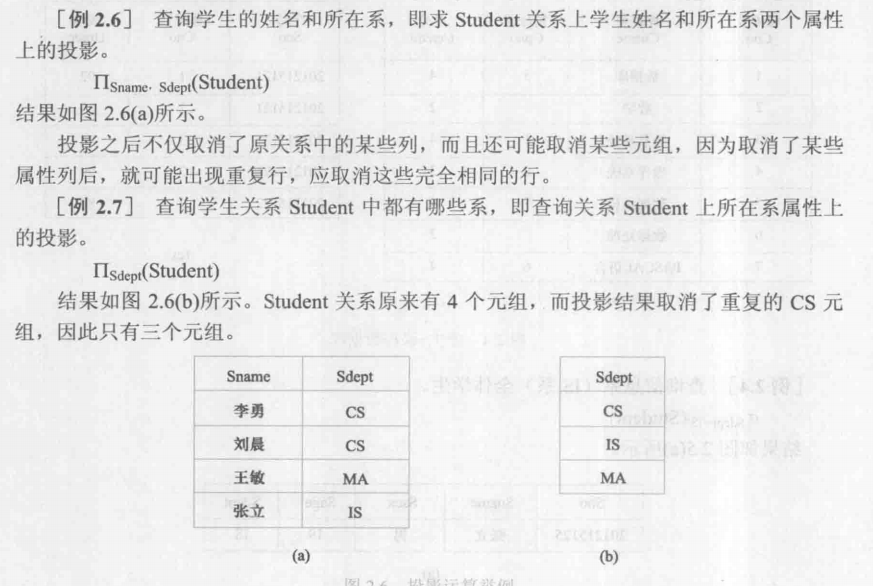 ［例 2.6］ 查询学生的姓名和所在系，即求 Student 关系上学生姓名和所在系两个属性
上的投影。
Π Sname, Sdept(Student)
结果如图 2.6(a)所示。
投影之后不仅取消了原关系中的某些列，而且还可能取消某些元组，因为取消了某些
属性列后，就可能出现重复行，应取消这些完全相同的行。
［例 2.7］ 查询学生关系 Student 中都有哪些系，即查询关系 Student 上所在系属性上
的投影。
Π Sdept(Student)
结果如图 2.6(b)所示。Student 关系原来有 4 个元组，而投影结果取消了重复的 CS 元
组，因此只有三个元组。
Sname Sdept
李勇 CS
刘晨 CS
王敏 MA
张立 IS
(a)
Sdept
CS
IS
MA
(b)
图 2.6 投影运算举例